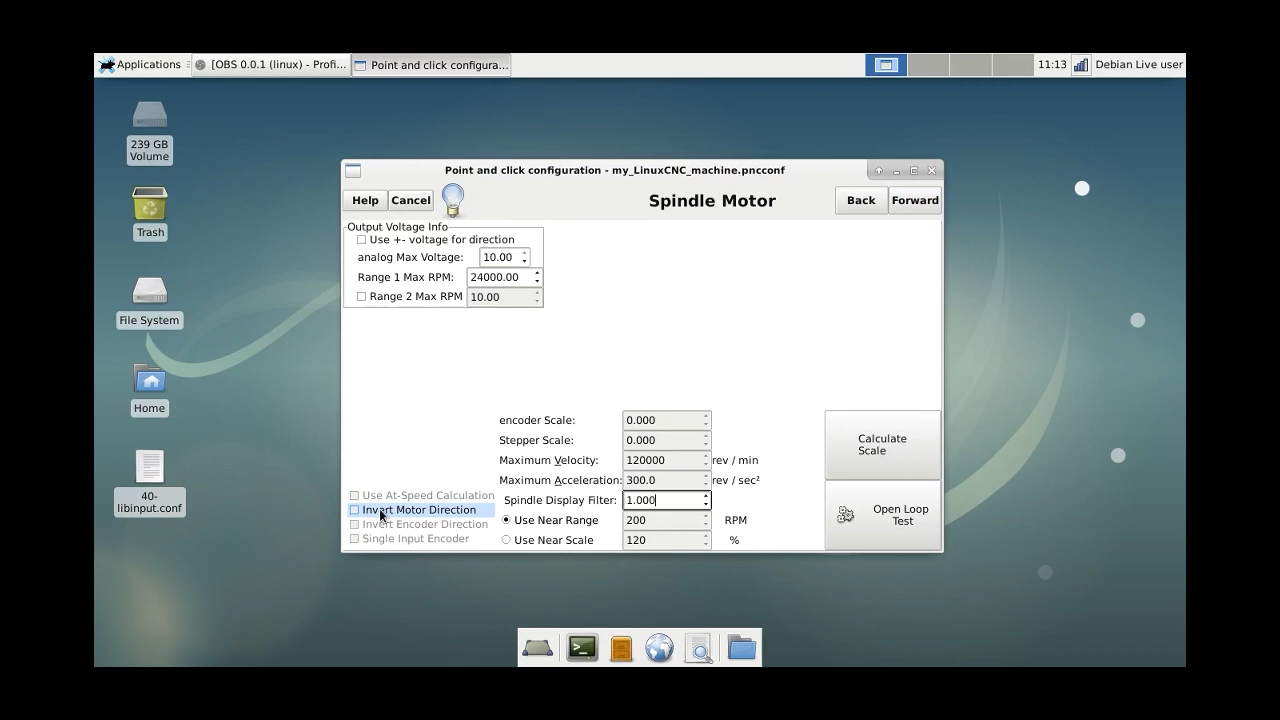 Applications
[OBS 0.0.1 (linux) - Profi...
Point and click configura...
11:13
Debian Live user
239 GB
Volume
Trash
File System
Home
40-
libinput.conf
Point and click configuration - my_LinuxCNC_machine.pncconf
Help
Cancel
Spindle Motor
Back
Forward
Output Voltage Info
Use +- voltage for direction
analog Max Voltage: 10.00
Range 1 Max RPM: 24000.00
Range 2 Max RPM 10.00
encoder Scale: 0.000
Stepper Scale: 0.000
Maximum Velocity: 120000 rev / min
Maximum Acceleration: 300.0 rev / sec²
Spindle Display Filter: 1.000
Use Near Range 200 RPM
Use Near Scale 120 %
Use At-Speed Calculation
Invert Motor Direction
Invert Encoder Direction
Single Input Encoder
Calculate
Scale
Open Loop
Test